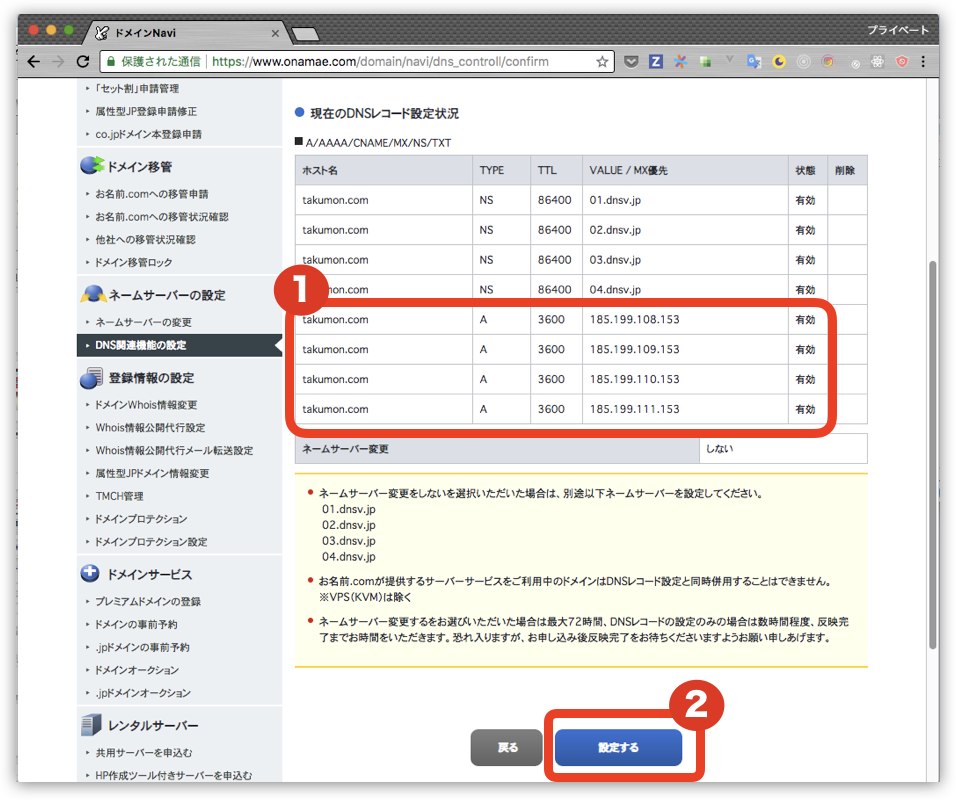 ドメインNavi
プライベート
保護された通信 | https://www.onamae.com/domain/navi/dns_controll/confirm
「セット割」申請管理
属性型JP登録申請修正
co.jpドメイン本登録申請
ドメイン移管
お名前.comへの移管申請
お名前.comへの移管状況確認
他社への移管状況確認
ドメイン移管ロック
ネームサーバーの設定
ネームサーバーの変更
DNS関連機能の設定
登録情報の設定
ドメインWhois情報変更
Whois情報公開代行設定
Whois情報公開代行メール転送設定
属性型JPドメイン情報変更
TMCH管理
ドメインプロテクション
ドメインプロテクション設定
ドメインサービス
プレミアムドメインの登録
ドメインの事前予約
.jpドメインの事前予約
ドメインオークション
.jpドメインオークション
レンタルサーバー
共用サーバーを申込む
HP作成ツール付きサーバーを申込む
現在のDNSレコード設定状況
A/AAAA/CNAME/MX/NS/TXT
ホスト名 TYPE TTL VALUE / MX優先 状態 削除
takumon.com NS 86400 01.dnsv.jp 有効
takumon.com NS 86400 02.dnsv.jp 有効
takumon.com NS 86400 03.dnsv.jp 有効
on.com NS 86400 04.dnsv.jp 有効
1
takumon.com A 3600 185.199.108.153 有効
takumon.com A 3600 185.199.109.153 有効
takumon.com A 3600 185.199.110.153 有効
takumon.com A 3600 185.199.111.153 有効
ネームサーバー変更 しない
ネームサーバー変更をしないを選択いただいた場合は、別途以下ネームサーバーを設定してください。
01.dnsv.jp
02.dnsv.jp
03.dnsv.jp
04.dnsv.jp
お名前.comが提供するサーバーサービスをご利用中のドメインはDNSレコード設定と同時併用することはできません。
※VPS(KVM)は除く
ネームサーバー変更するをお選びいただいた場合は最大72時間、DNSレコードの設定のみの場合は数時間程度、反映完
了までお時間をいただきます。恐れ入りますが、お申し込み後反映完了をお待ちくださいますようお願い申しあげます。
2
戻る 設定する